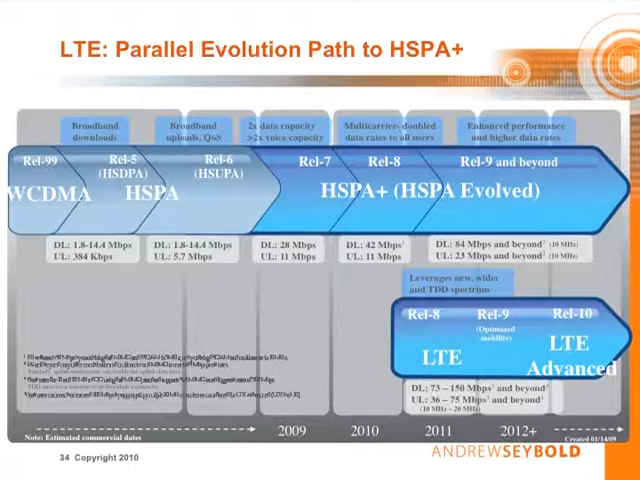 LTE: Parallel Evolution Path to HSPA+
Broadband
downloads
Broadband
uploads, QoS
2x data capacity
>2x voice capacity
Multicarrier doubled
data rates to all users
Enhanced performance
and higher data rates
Rel-99
WCDMA
Rel-5
(HSDPA)
Rel-6
(HSUPA)
HSPA
Rel-7
Rel-8
Rel-9 and beyond
HSPA+ (HSPA Evolved)
DL: 1.8-14.4 Mbps
UL: 384 Kbps
DL: 1.8-14.4 Mbps
UL: 5.7 Mbps
DL: 28 Mbps
UL: 11 Mbps
DL: 42 Mbps
UL: 11 Mbps
DL: 84 Mbps and beyond (10 MHz)
UL: 23 Mbps and beyond (10 MHz)
Leverages new, wider
and TDD spectrum
Rel-8
Rel-9
(Optimized
mobility)
Rel-10
LTE
LTE
Advanced
DL: 73 – 150 Mbps and beyond
UL: 36 – 75 Mbps and beyond
(10 MHz – 20 MHz)
Note: Estimated commercial dates
2009
2010
2011
2012+
Created 01/14/09
34 Copyright 2010
ANDREWSEYBOLD